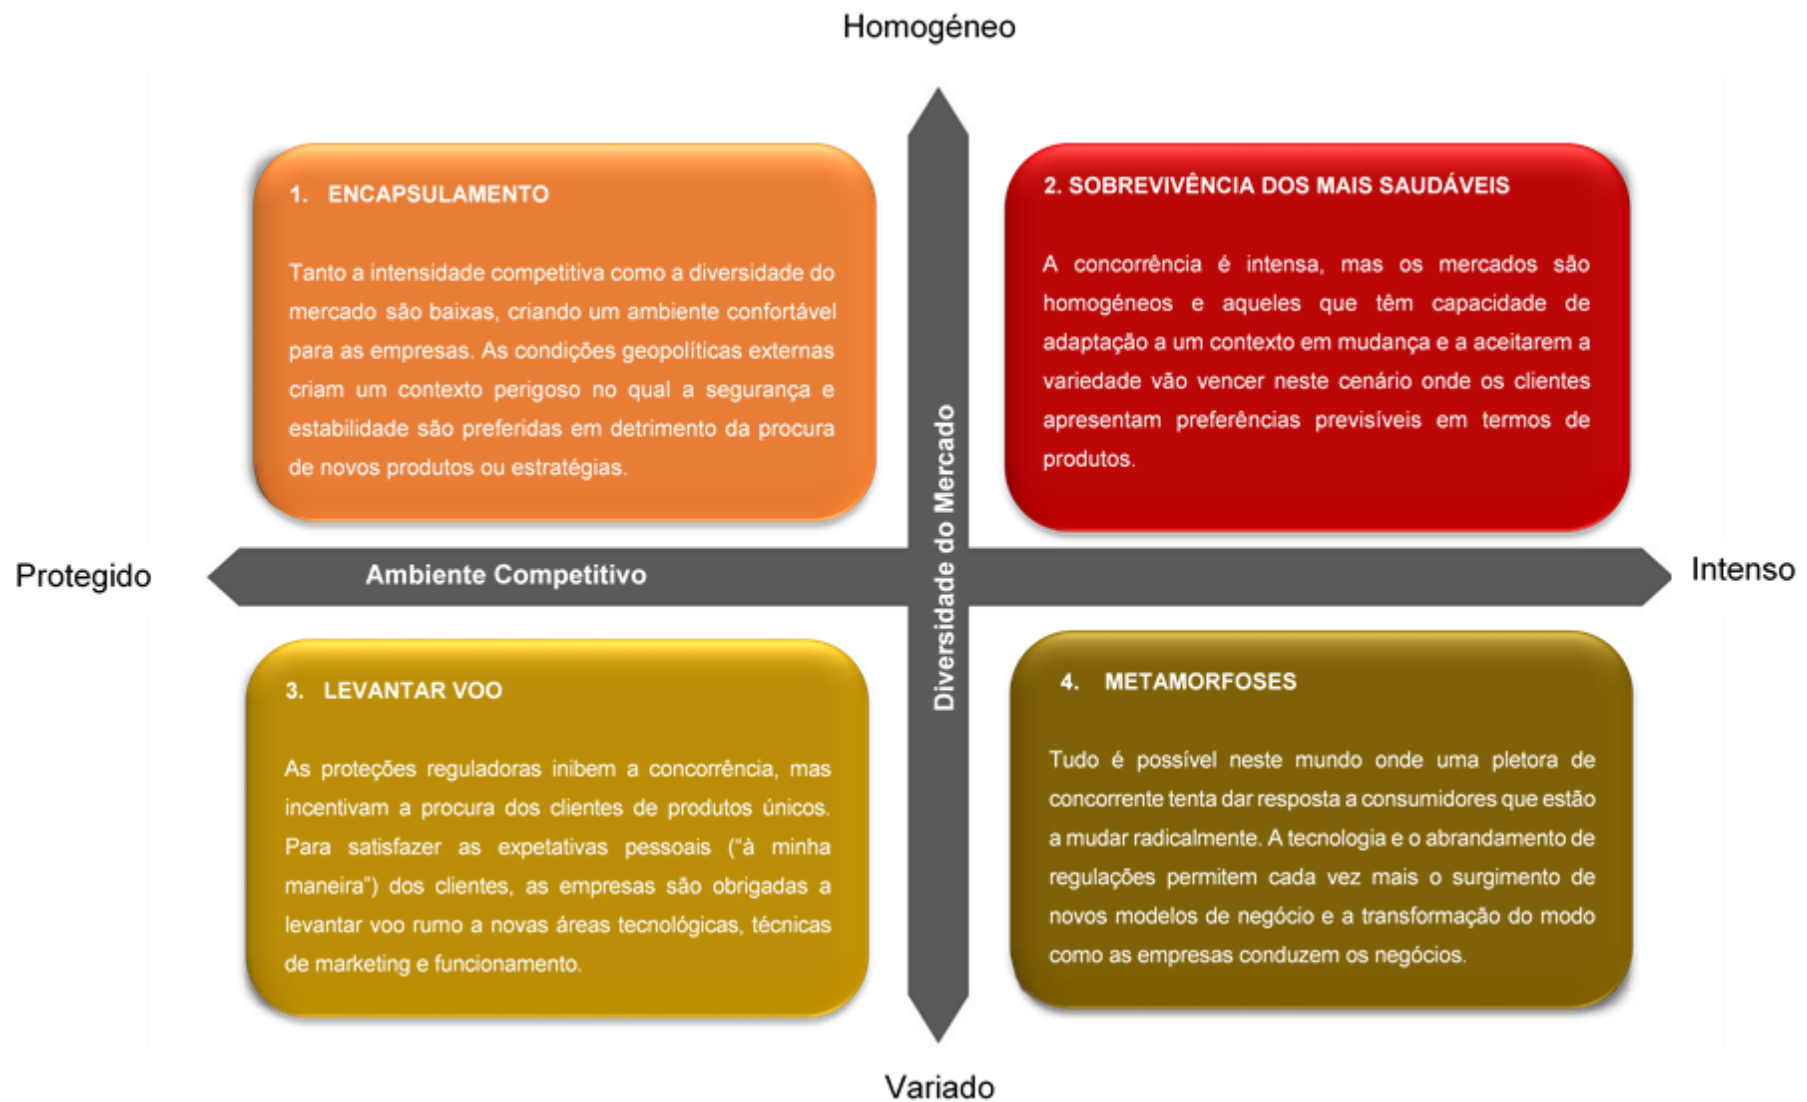 Homogéneo
1. ENCAPSULAMENTO
Tanto a intensidade competitiva como a diversidade do
mercado são baixas, criando um ambiente confortável
para as empresas. As condições geopolíticas externas
criam um contexto perigoso no qual a segurança e
estabilidade são preferidas em detrimento da procura
de novos produtos ou estratégias.
2. SOBREVIVÊNCIA DOS MAIS SAUDÁVEIS
A concorrência é intensa, mas os mercados são
homogéneos e aqueles que têm capacidade de
adaptação a um contexto em mudança e a aceitarem a
variedade vão vencer neste cenário onde os clientes
apresentam preferências previsíveis em termos de
produtos.
Protegido
Ambiente Competitivo
Diversidade do Mercado
Intenso
3. LEVANTAR VOO
As proteções reguladoras inibem a concorrência, mas
incentivam a procura dos clientes de produtos únicos.
Para satisfazer as expetativas pessoais ("à minha
maneira") dos clientes, as empresas são obrigadas a
levantar voo rumo a novas áreas tecnológicas, técnicas
de marketing e funcionamento.
4. METAMORFOSES
Tudo é possível neste mundo onde uma pletora de
concorrente tenta dar resposta a consumidores que estão
a mudar radicalmente. A tecnologia e o abrandamento de
regulações permitem cada vez mais o surgimento de
novos modelos de negócio e a transformação do modo
como as empresas conduzem os negócios.
Variado